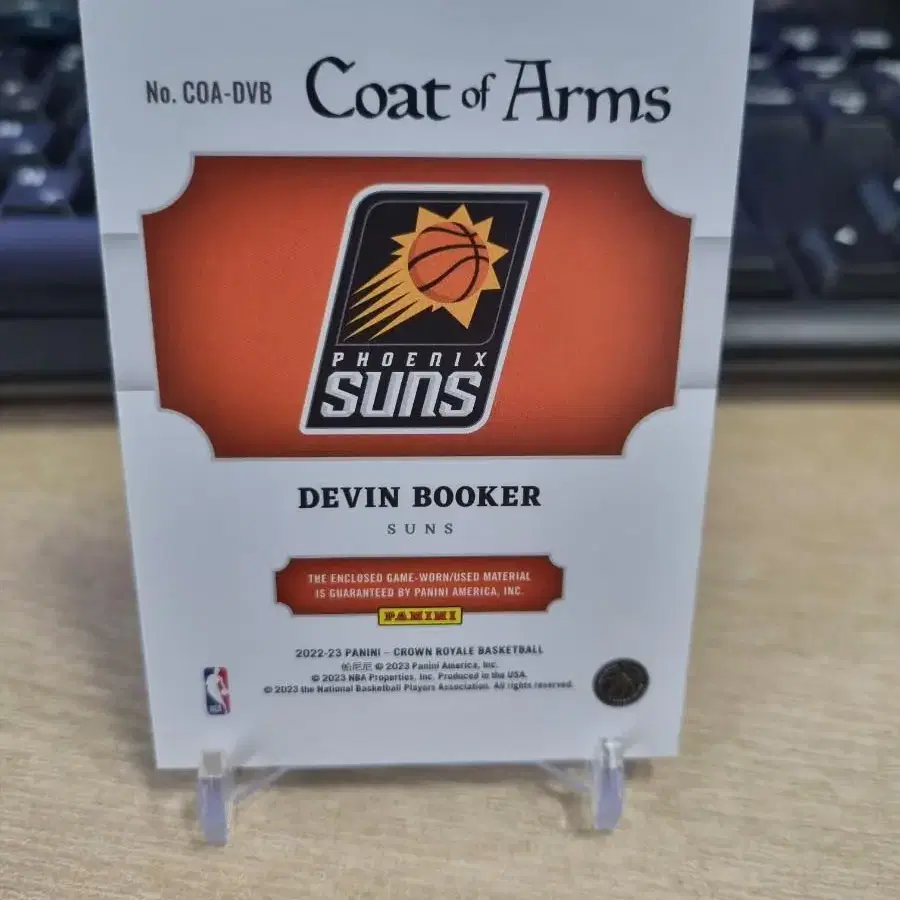 No. COA-DVB Coat of Arms
PHOENIX
SUNS
DEVIN BOOKER
SUNS
THE ENCLOSED GAME-WORN/USED MATERIAL
IS GUARANTEED BY PANINI AMERICA, INC.
PANINI
2022-23 PANINI – CROWN ROYALE BASKETBALL
帕尼尼 © 2023 Panini America, Inc.
© 2023 NBA Properties, Inc. Produced in the USA.
© 2023 the National Basketball Players Association. All rights reserved.
NBA